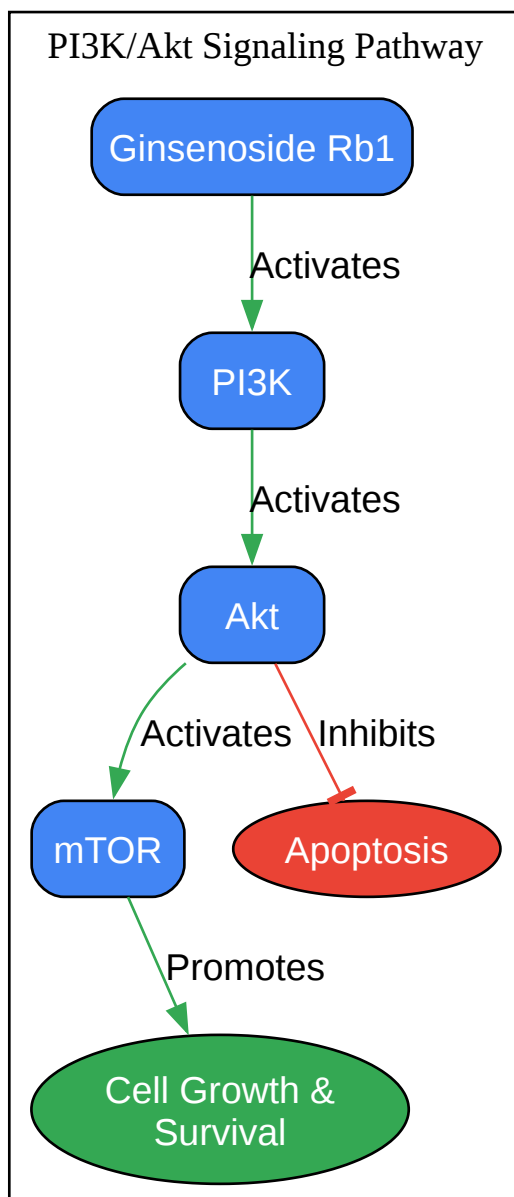 PI3K/Akt Signaling Pathway
Ginsenoside Rb1
Activates
PI3K
Activates
Akt
Activates
Inhibits
mTOR
Apoptosis
Promotes
Cell Growth &
Survival